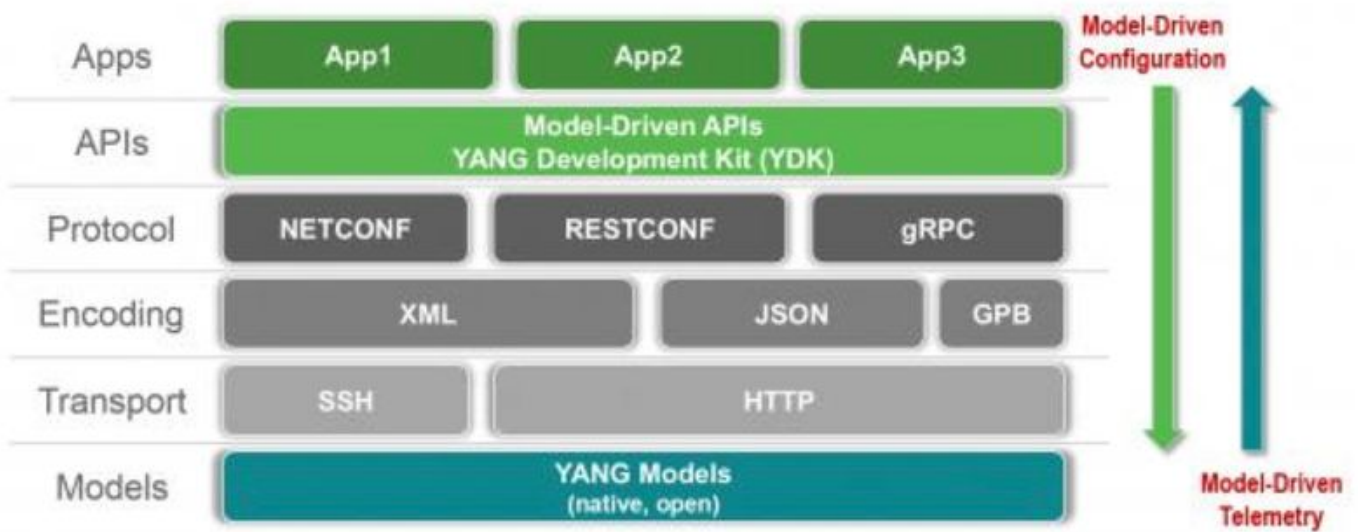 Apps
App1
App2
App3
Model-Driven
Configuration
APIs
Model-Driven APIs
YANG Development Kit (YDK)
Protocol
NETCONF
RESTCONF
gRPC
Encoding
XML
JSON
GPB
Transport
SSH
HTTP
Models
YANG Models
(native, open)
Model-Driven
Telemetry